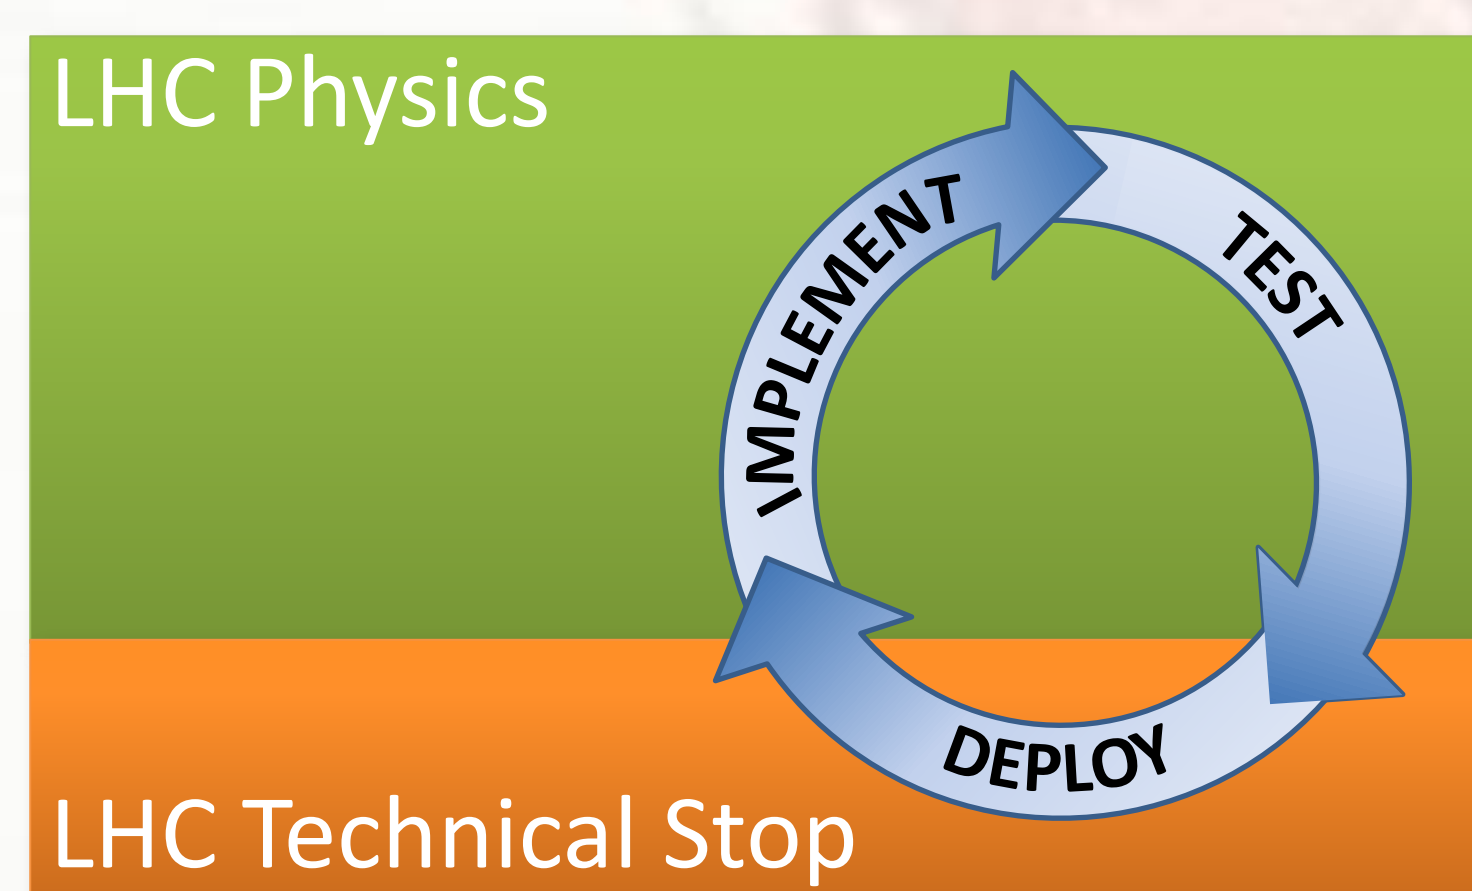 LHC Physics
IMPLEMENT
TEST
DEPLOY
LHC Technical Stop